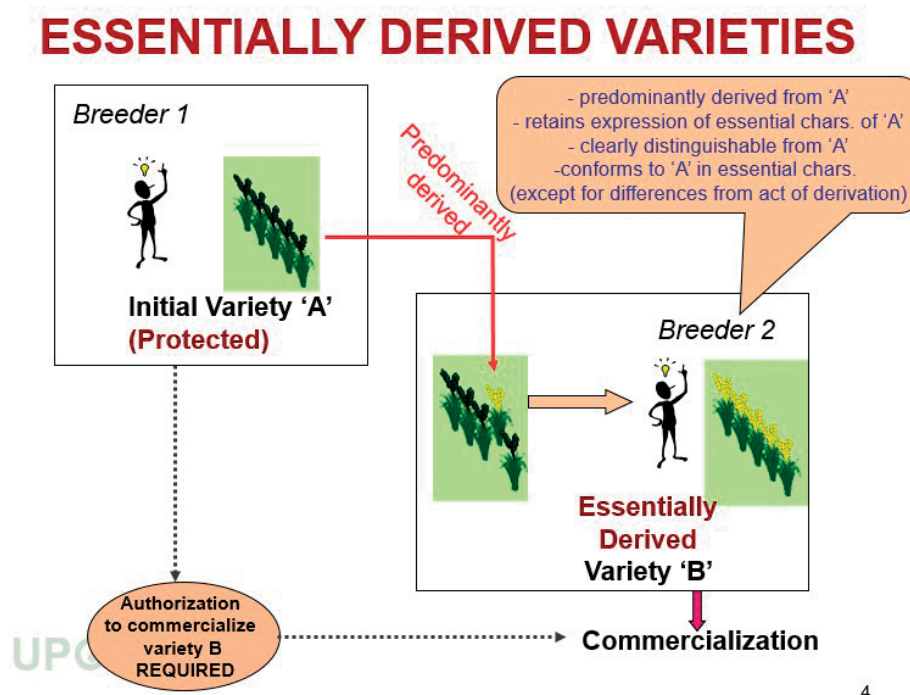 ESSENTIALLY DERIVED VARIETIES
Breeder 1
Initial Variety ‘A’
(Protected)
Predominantly
derived
- predominantly derived from ‘A’
- retains expression of essential chars. of ‘A’
- clearly distinguishable from ‘A’
-conforms to ‘A’ in essential chars.
(except for differences from act of derivation)
Breeder 2
Essentially
Derived
Variety ‘B’
Authorization
to commercialize
variety B
REQUIRED
Commercialization
4